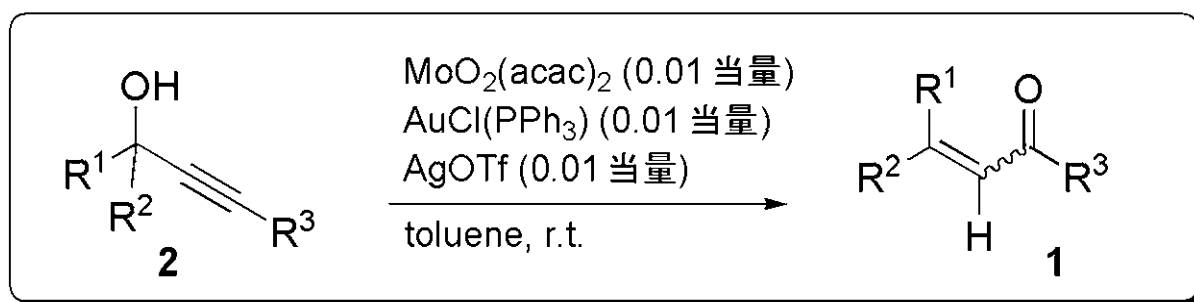 OH
R¹
R²
R³
2
MoO₂(acac)₂ (0.01 当量)
AuCl(PPh₃) (0.01 当量)
AgOTf (0.01 当量)
toluene, r.t.
R¹
O
R²
R³
H
1